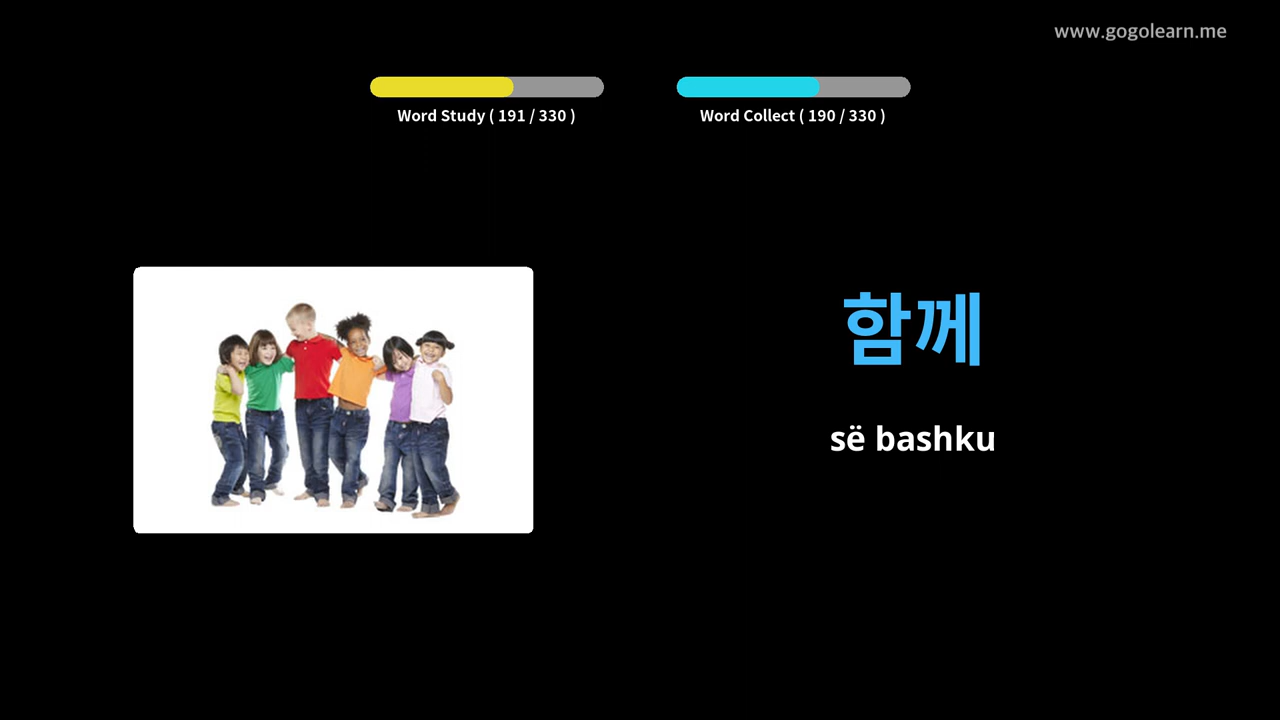 www.gogolearn.me
Word Study ( 191 / 330 )
Word Collect ( 190 / 330 )
함께
së bashku